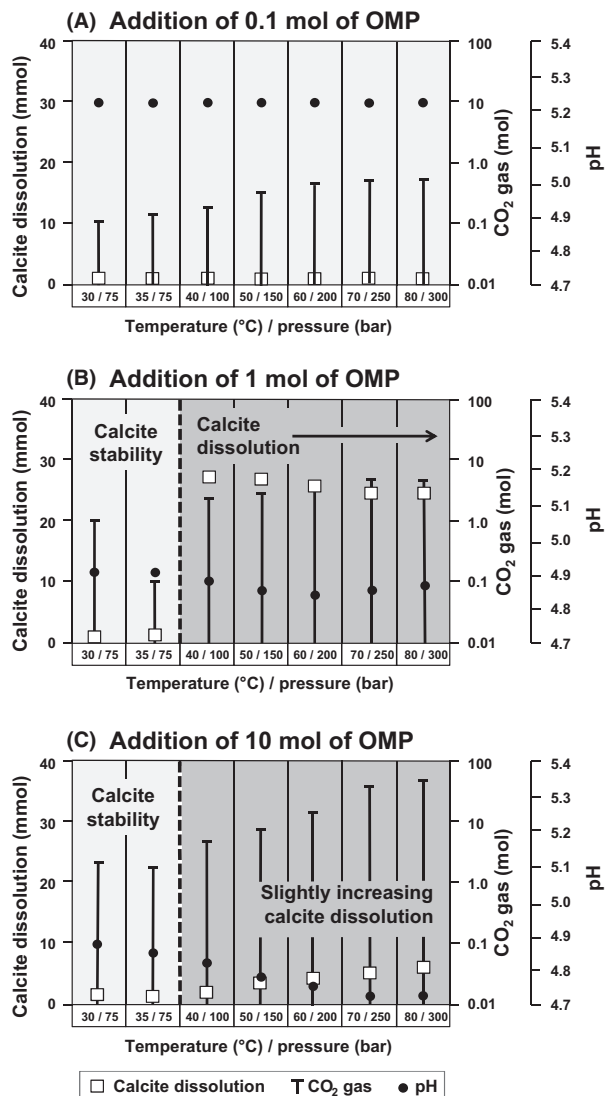 (A) Addition of 0.1 mol of OMP
Calcite dissolution (mmol)
40
30
20
10
0
100
10
1.0
0.1
0.01
CO2 gas (mol)
5.4
5.3
5.2
5.1
5.0
4.9
4.8
4.7
pH
30 / 75 35 / 75 40 / 100 50 / 150 60 / 200 70 / 250 80 / 300
Temperature (°C) / pressure (bar)
(B) Addition of 1 mol of OMP
Calcite dissolution (mmol)
40
30
20
10
0
Calcite
stability
Calcite
dissolution
100
10
1.0
0.1
0.01
CO2 gas (mol)
5.4
5.3
5.2
5.1
5.0
4.9
4.8
4.7
pH
30 / 75 35 / 75 40 / 100 50 / 150 60 / 200 70 / 250 80 / 300
Temperature (°C) / pressure (bar)
(C) Addition of 10 mol of OMP
Calcite dissolution (mmol)
40
30
20
10
0
Calcite
stability
Slightly increasing
calcite dissolution
100
10
1.0
0.1
0.01
CO2 gas (mol)
5.4
5.3
5.2
5.1
5.0
4.9
4.8
4.7
pH
30 / 75 35 / 75 40 / 100 50 / 150 60 / 200 70 / 250 80 / 300
Temperature (°C) / pressure (bar)
Calcite dissolution CO2 gas pH